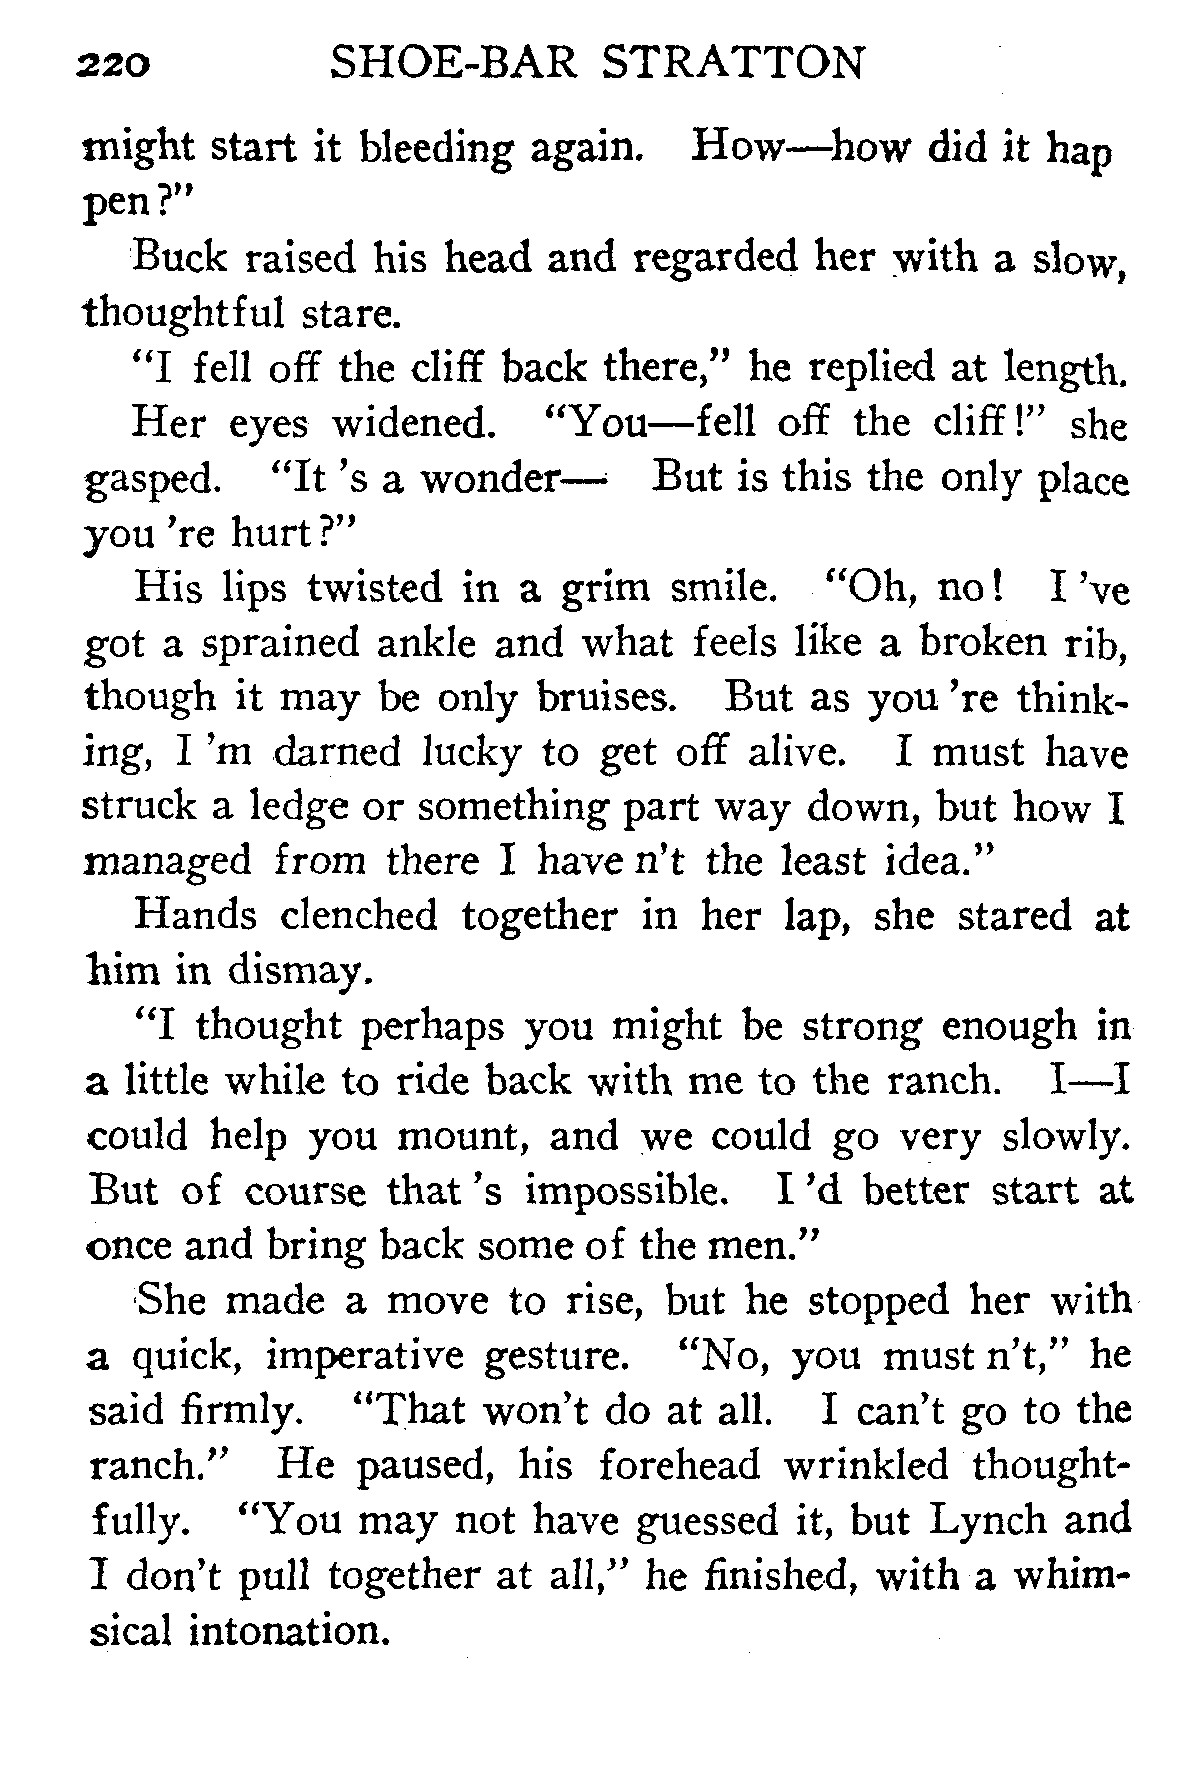 220 SHOE-BAR STRATTON
might start it bleeding again. How—how did it hap
pen?"
Buck raised his head and regarded her with a slow,
thoughtful stare.
"I fell off the cliff back there," he replied at length.
Her eyes widened. "You—fell off the cliff!" she
gasped. "It 's a wonder— But is this the only place
you 're hurt?"
His lips twisted in a grim smile. "Oh, no! I 've
got a sprained ankle and what feels like a broken rib,
though it may be only bruises. But as you 're think-
ing, I 'm darned lucky to get off alive. I must have
struck a ledge or something part way down, but how I
managed from there I have n't the least idea."
Hands clenched together in her lap, she stared at
him in dismay.
"I thought perhaps you might be strong enough in
a little while to ride back with me to the ranch. I—I
could help you mount, and we could go very slowly.
But of course that 's impossible. I 'd better start at
once and bring back some of the men."
She made a move to rise, but he stopped her with
a quick, imperative gesture. "No, you must n't," he
said firmly. "That won't do at all. I can't go to the
ranch." He paused, his forehead wrinkled thought-
fully. "You may not have guessed it, but Lynch and
I don't pull together at all," he finished, with a whim-
sical intonation.